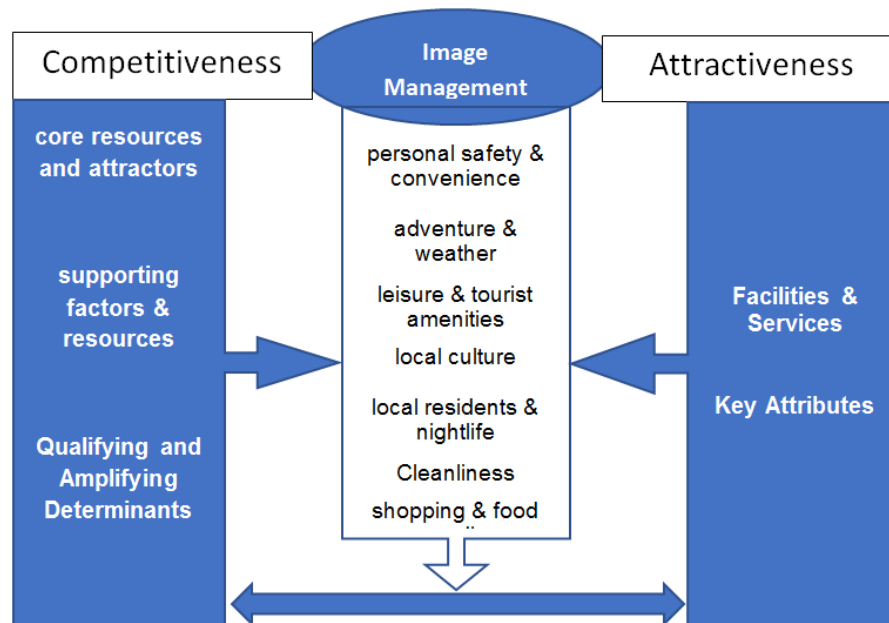 Competitiveness
core resources
and attractors
supporting
factors &
resources
Qualifying and
Amplifying
Determinants
Image
Management
personal safety &
convenience
adventure &
weather
leisure & tourist
amenities
local culture
local residents &
nightlife
Cleanliness
shopping & food
Attractiveness
Facilities &
Services
Key Attributes